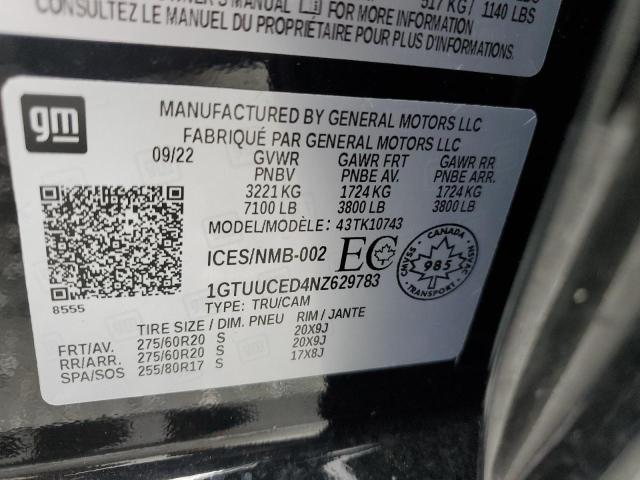 OWNER'S MANUAL FOR MORE INFORMATION 517 KG / 1140 LBS
CONSULTEZ LE MANUEL DU PROPRIÉTAIRE POUR PLUS D'INFORMATIONS
gm
MANUFACTURED BY GENERAL MOTORS LLC
FABRIQUÉ PAR GENERAL MOTORS LLC
09/22 GVWR GAWR FRT GAWR RR
PNBV PNBE AV. PNBE ARR.
3221 KG 1724 KG 1724 KG
7100 LB 3800 LB 3800 LB
MODEL/MODÈLE: 43TK10743
ICES/NMB-002 EC
CANADA
985
TRANSPORT
1GTUUCED4NZ629783
8555
TYPE: TRU/CAM
TIRE SIZE / DIM. PNEU RIM / JANTE
FRT/AV. 275/60R20 S 20X9J
RR/ARR. 275/60R20 S 20X9J
SPA/SOS 255/80R17 S 17X8J